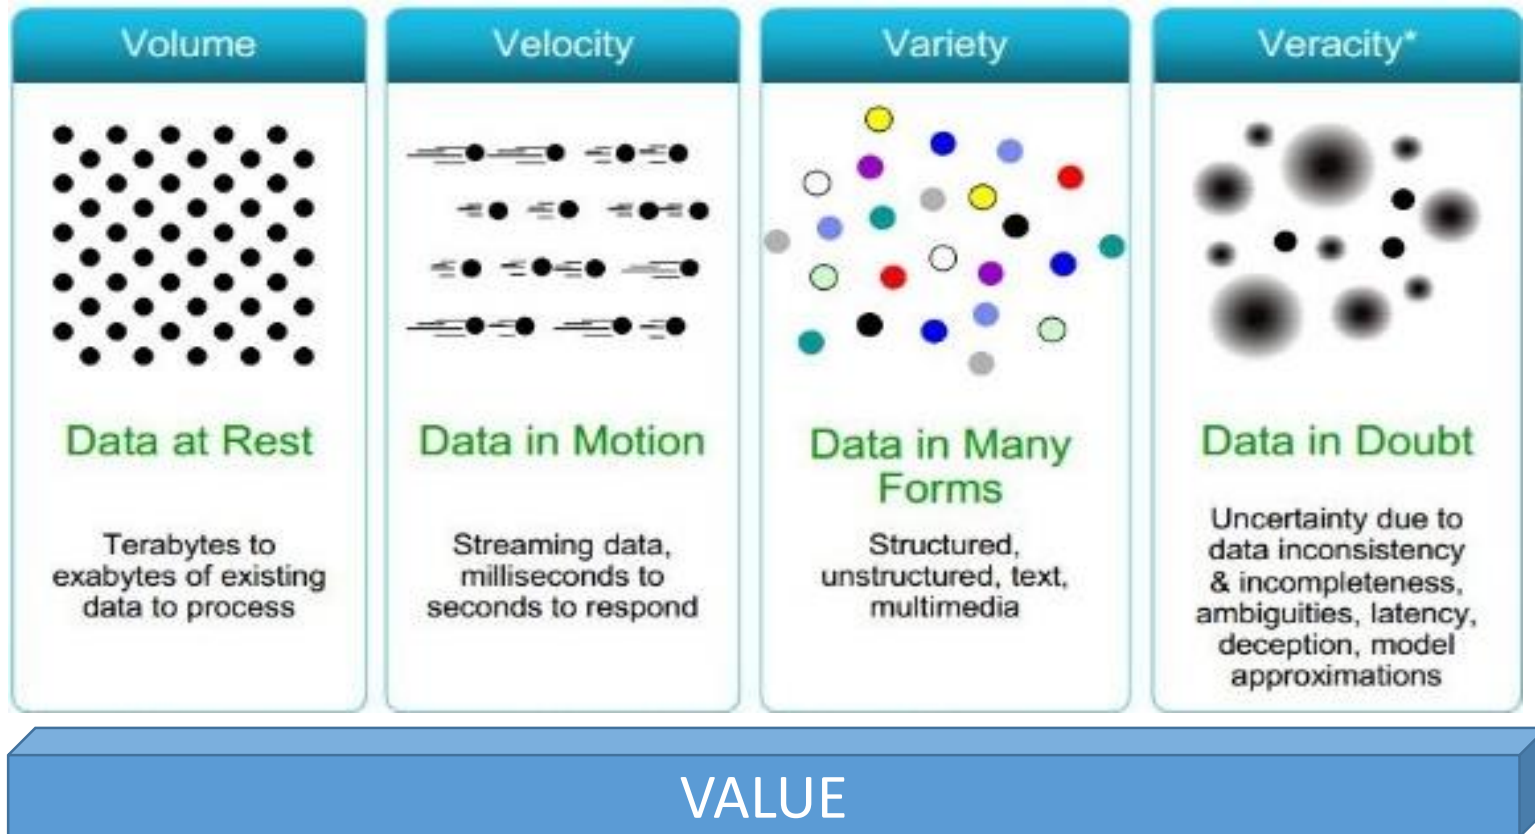 Volume
Data at Rest
Terabytes to
exabytes of existing
data to process
Velocity
Data in Motion
Streaming data,
milliseconds to
seconds to respond
Variety
Data in Many
Forms
Structured,
unstructured, text,
multimedia
Veracity*
Data in Doubt
Uncertainty due to
data inconsistency
& incompleteness,
ambiguities, latency,
deception, model
approximations
VALUE